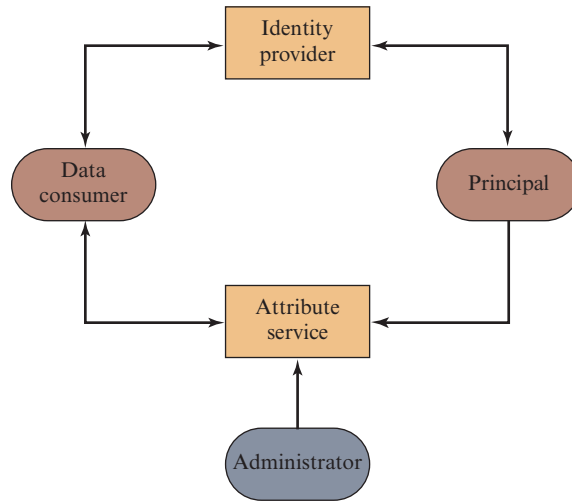 Identity
provider
Data
consumer
Principal
Attribute
service
Administrator